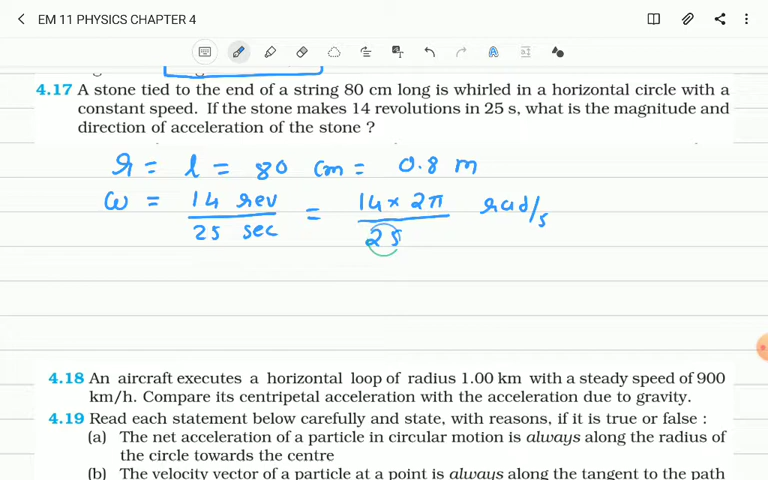 EM 11 PHYSICS CHAPTER 4
4.17 A stone tied to the end of a string 80 cm long is whirled in a horizontal circle with a
constant speed. If the stone makes 14 revolutions in 25 s, what is the magnitude and
direction of acceleration of the stone ?
r = l = 80 cm = 0.8 m
ω = 14 rev / 25 sec = 14 × 2π / 25 rad/s
4.18 An aircraft executes a horizontal loop of radius 1.00 km with a steady speed of 900
km/h. Compare its centripetal acceleration with the acceleration due to gravity.
4.19 Read each statement below carefully and state, with reasons, if it is true or false :
(a) The net acceleration of a particle in circular motion is always along the radius of
the circle towards the centre
(b) The velocity vector of a particle at a point is always along the tangent to the path